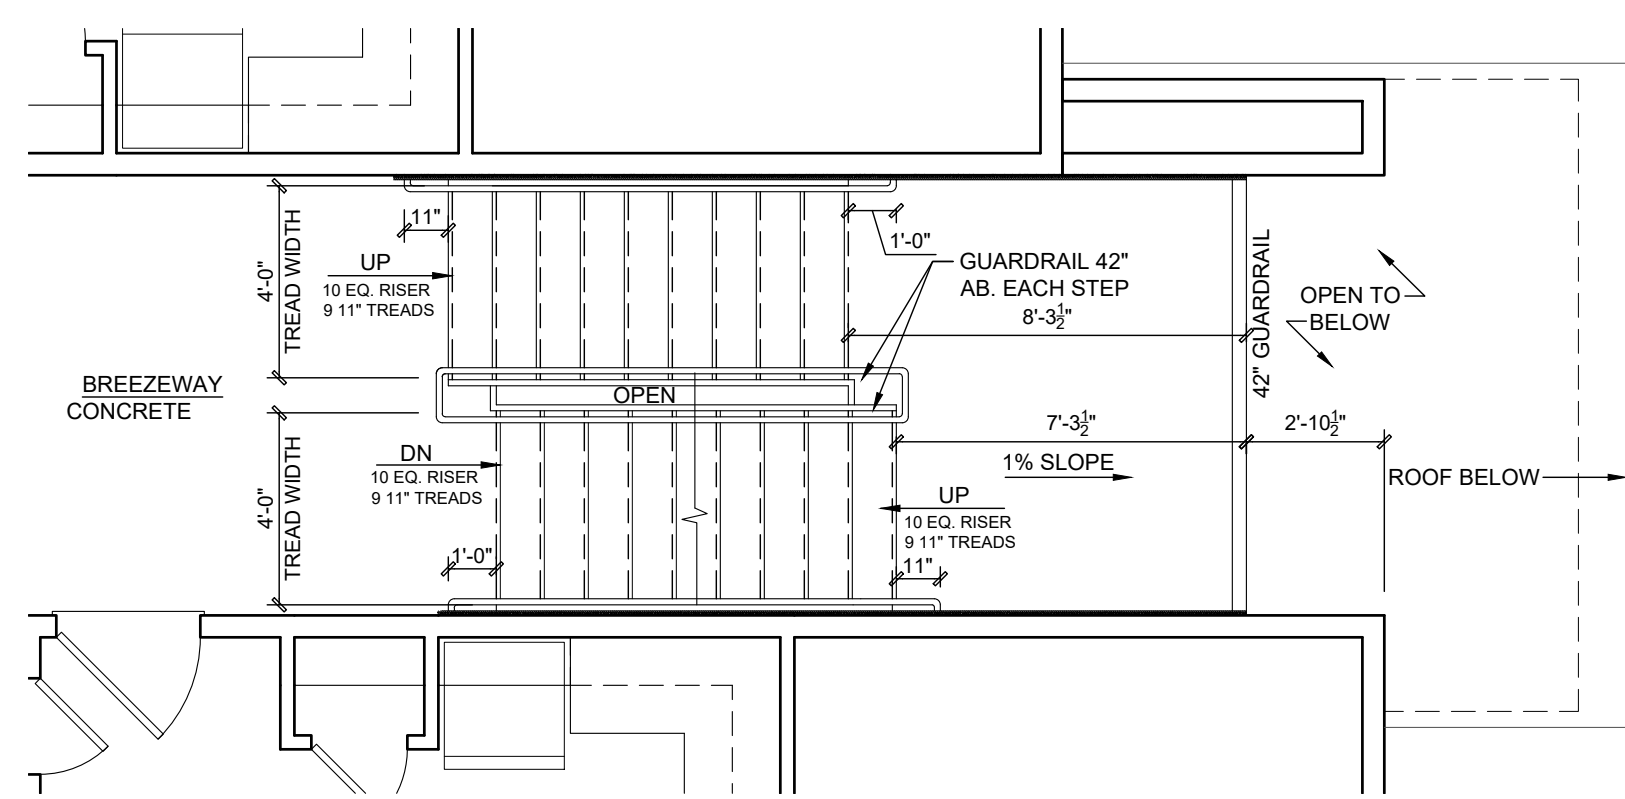 11"
1'-0"
4'-0"
TREAD WIDTH
UP
10 EQ. RISER
9 11" TREADS
GUARDRAIL 42"
AB. EACH STEP
8'-3½"
42" GUARDRAIL
OPEN TO
BELOW
BREEZEWAY
CONCRETE
OPEN
7'-3½"
2'-10½"
4'-0"
TREAD WIDTH
DN
10 EQ. RISER
9 11" TREADS
1% SLOPE
ROOF BELOW
UP
10 EQ. RISER
9 11" TREADS
1'-0"
11"